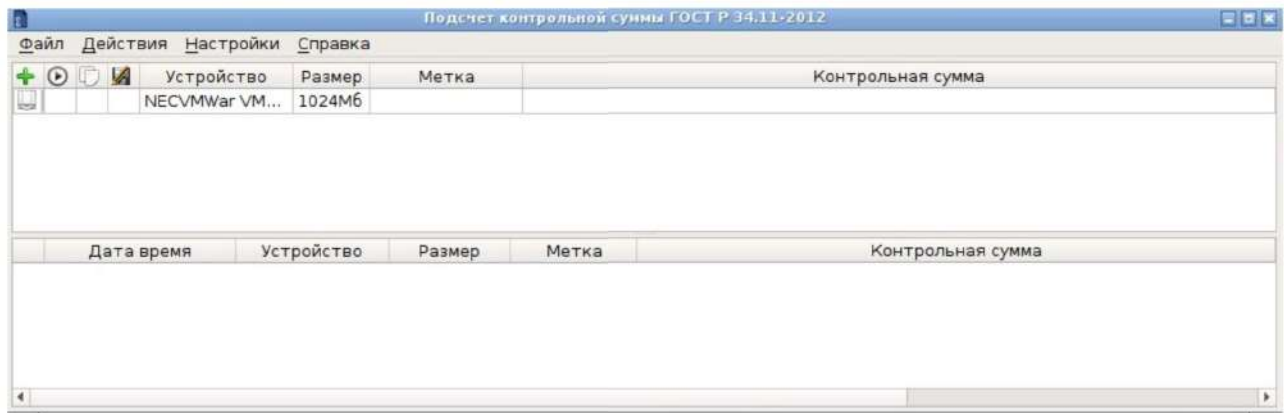 Подсчет контрольной суммы ГОСТ Р 34.11-2012
Файл Действия Настройки Справка
Устройство Размер Метка Контрольная сумма
NECVMWar VM... 1024Мб
Дата время Устройство Размер Метка Контрольная сумма